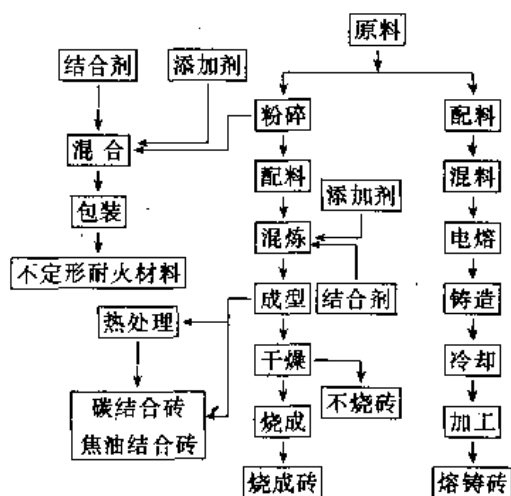 原料
结合剂
添加剂
粉碎
配料
混合
配料
混料
添加剂
包装
混炼
电熔
不定形耐火材料
成型
结合剂
铸造
热处理
干燥
冷却
碳结合砖
焦油结合砖
不烧砖
烧成
加工
烧成砖
熔铸砖